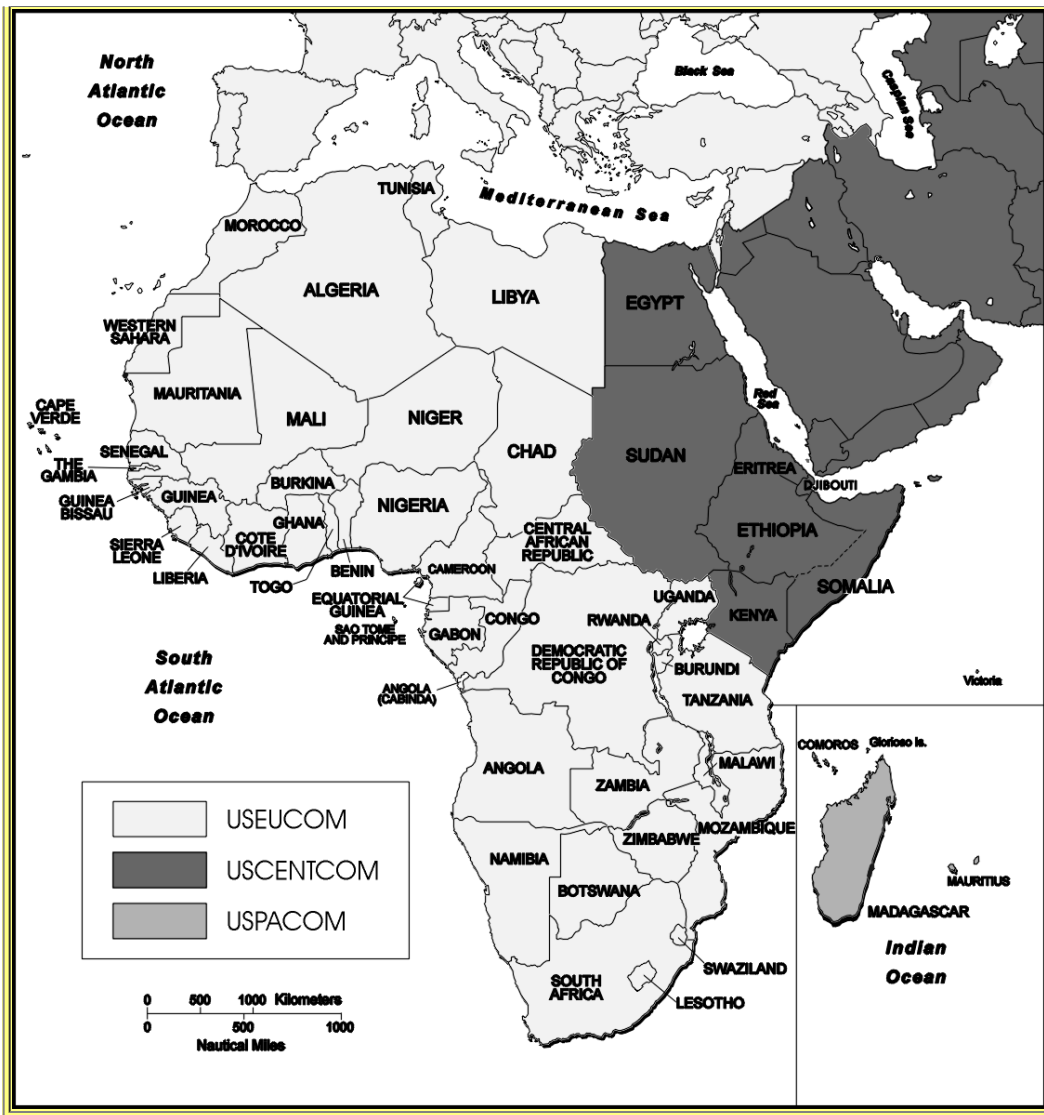 North
Atlantic
Ocean
Black Sea
Caspian Sea
TUNISIA
Mediterranean Sea
MOROCCO
ALGERIA
LIBYA
EGYPT
WESTERN
SAHARA
MAURITANIA
MALI
NIGER
CHAD
SUDAN
Red
Sea
CAPE
VERDE
SENEGAL
THE
GAMBIA
GUINEA
BISSAU
GUINEA
BURKINA
NIGERIA
ERITREA
DJIBOUTI
GHANA
COTE
D'IVOIRE
SIERRA
LEONE
LIBERIA
TOGO
BENIN
CAMEROON
CENTRAL
AFRICAN
REPUBLIC
ETHIOPIA
SOMALIA
EQUATORIAL
GUINEA
SAO TOME
AND PRINCIPE
GABON
CONGO
UGANDA
RWANDA
KENYA
DEMOCRATIC
REPUBLIC OF
CONGO
BURUNDI
TANZANIA
Victoria
South
Atlantic
Ocean
ANGOLA
(CABINDA)
ANGOLA
ZAMBIA
MALAWI
COMOROS
Glorioso Is.
USEUCOM
USCENTCOM
USPACOM
ZIMBABWE
MOZAMBIQUE
NAMIBIA
BOTSWANA
MAURITIUS
MADAGASCAR
Indian
Ocean
SWAZILAND
SOUTH
AFRICA
LESOTHO
0 500 1000 Kilometers
0 500 1000
Nautical Miles